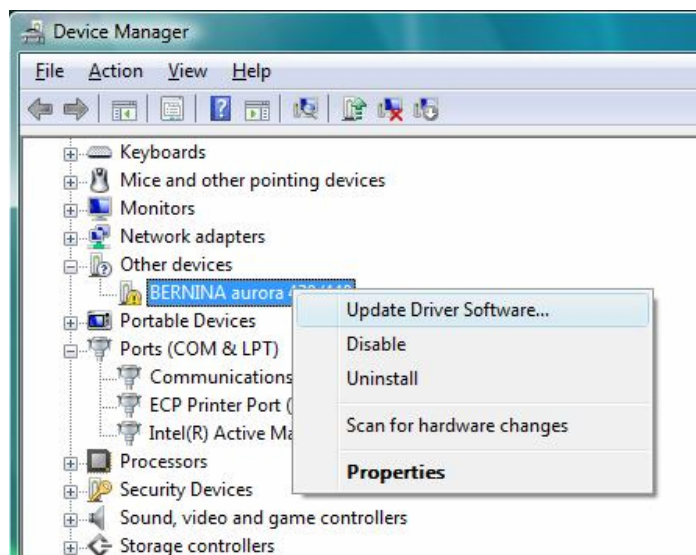 Device Manager
File Action View Help
Keyboards
Mice and other pointing devices
Monitors
Network adapters
Other devices
BERNINA aurora
Update Driver Software...
Portable Devices
Disable
Ports (COM & LPT)
Communications
Uninstall
ECP Printer Port (
Scan for hardware changes
Intel(R) Active Ma
Processors
Properties
Security Devices
Sound, video and game controllers
Storage controllers